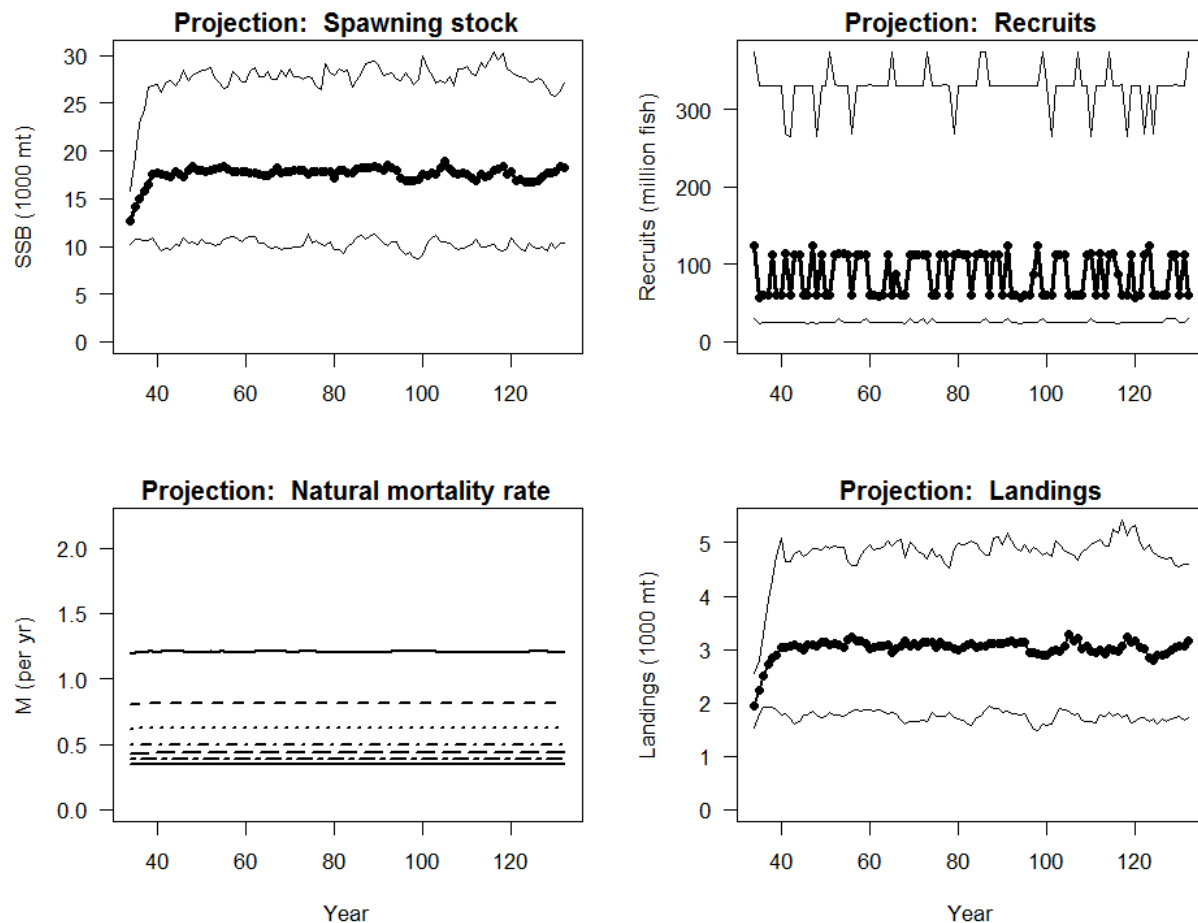 Projection:  Spawning stock
SSB (1000 mt)
30
25
20
15
10
5
0
40 60 80 100 120
Projection:  Recruits
Recruits (million fish)
300
200
100
0
40 60 80 100 120
Projection:  Natural mortality rate
M (per yr)
2.0
1.5
1.0
0.5
0.0
40 60 80 100 120
Year
Projection:  Landings
Landings (1000 mt)
5
4
3
2
1
0
40 60 80 100 120
Year